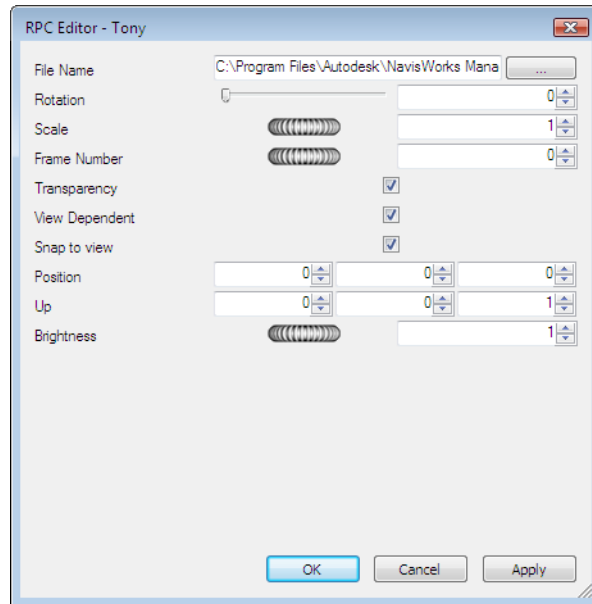 RPC Editor - Tony
File Name C:\Program Files\Autodesk\NavisWorks Mana ...
Rotation 0
Scale 1
Frame Number 0
Transparency
View Dependent
Snap to view
Position 0 0 0
Up 0 0 1
Brightness 1
OK Cancel Apply